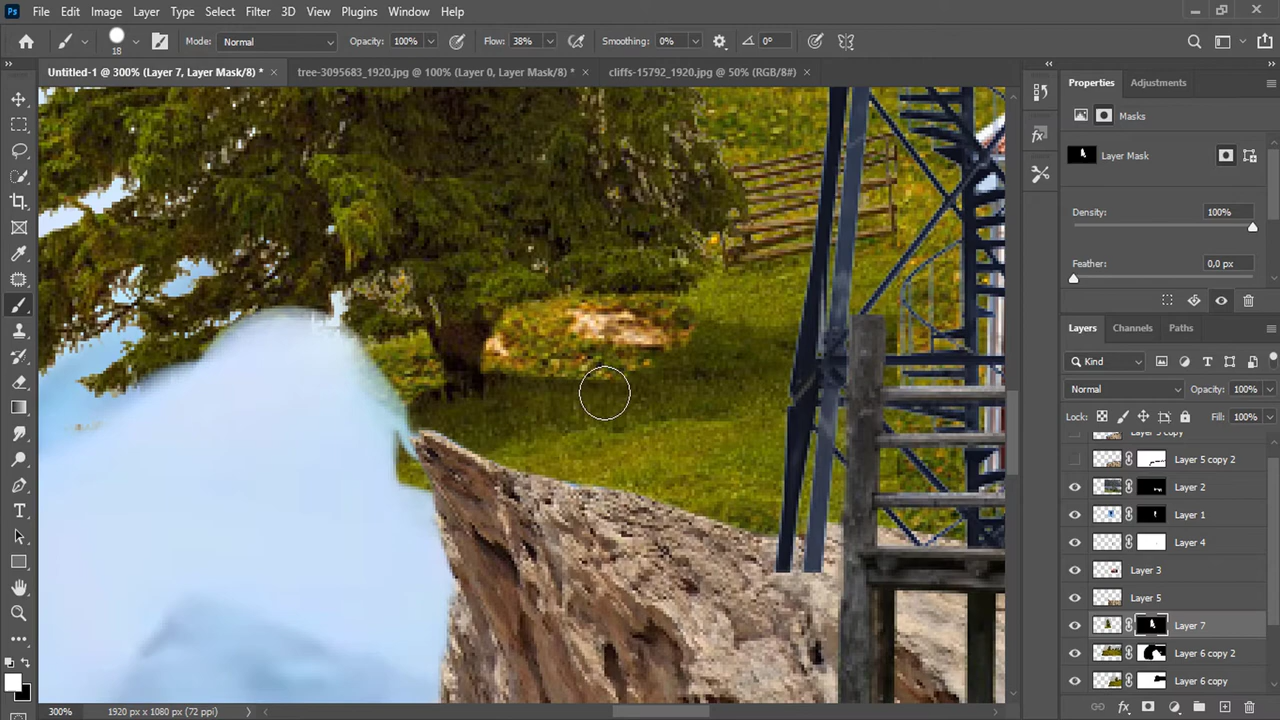 Ps File Edit Image Layer Type Select Filter 3D View Plugins Window Help
18 Mode: Normal Opacity: 100% Flow: 38% Smoothing: 0% 0°
Untitled-1 @ 300% (Layer 7, Layer Mask/8) * × tree-3095683_1920.jpg @ 100% (Layer 0, Layer Mask/8) * × cliffs-15792_1920.jpg @ 50% (RGB/8#) ×
Properties Adjustments
Masks
Layer Mask
Density: 100%
Feather: 0,0 px
Layers Channels Paths
Kind
Normal Opacity: 100%
Lock: Fill: 100%
Layer 5 copy
Layer 5 copy 2
Layer 2
Layer 1
Layer 4
Layer 3
Layer 5
Layer 7
Layer 6 copy 2
Layer 6 copy
300% 1920 px x 1080 px (72 ppi)